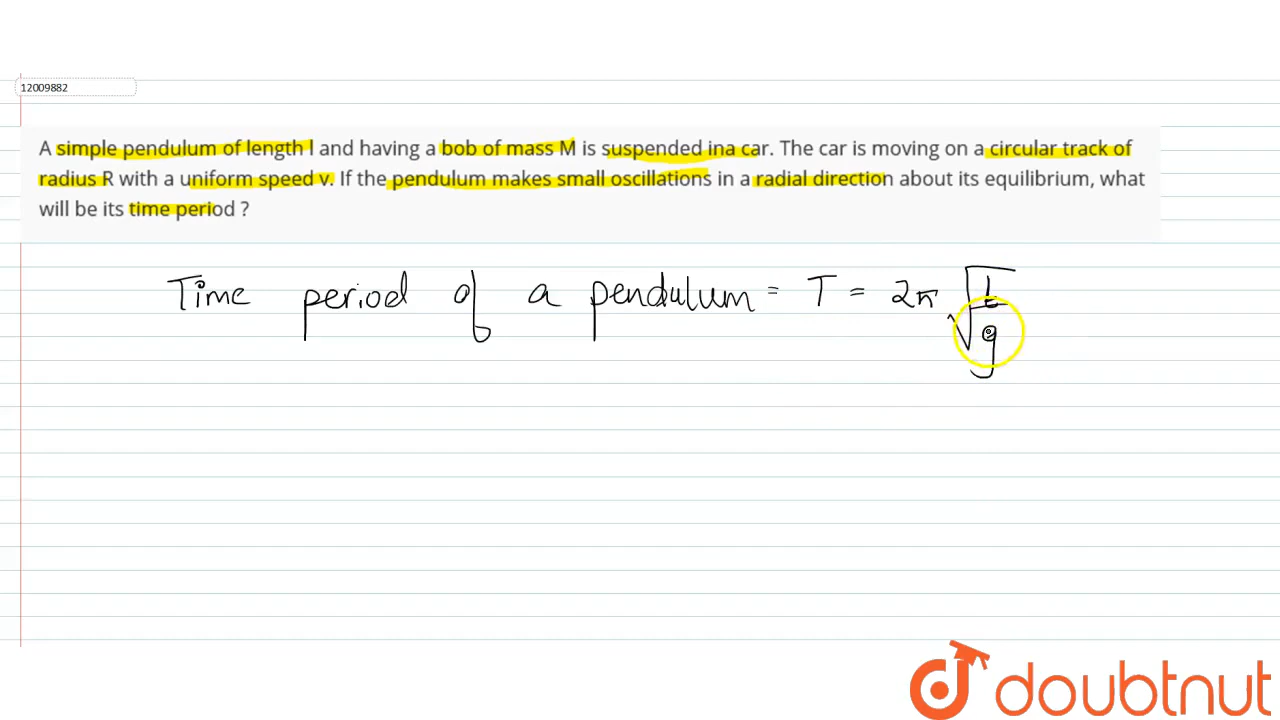 12009882
A simple pendulum of length l and having a bob of mass M is suspended ina car. The car is moving on a circular track of
radius R with a uniform speed v. If the pendulum makes small oscillations in a radial direction about its equilibrium, what
will be its time period ?
Time period of a pendulum = T = 2π √(l/g)
doubtnut